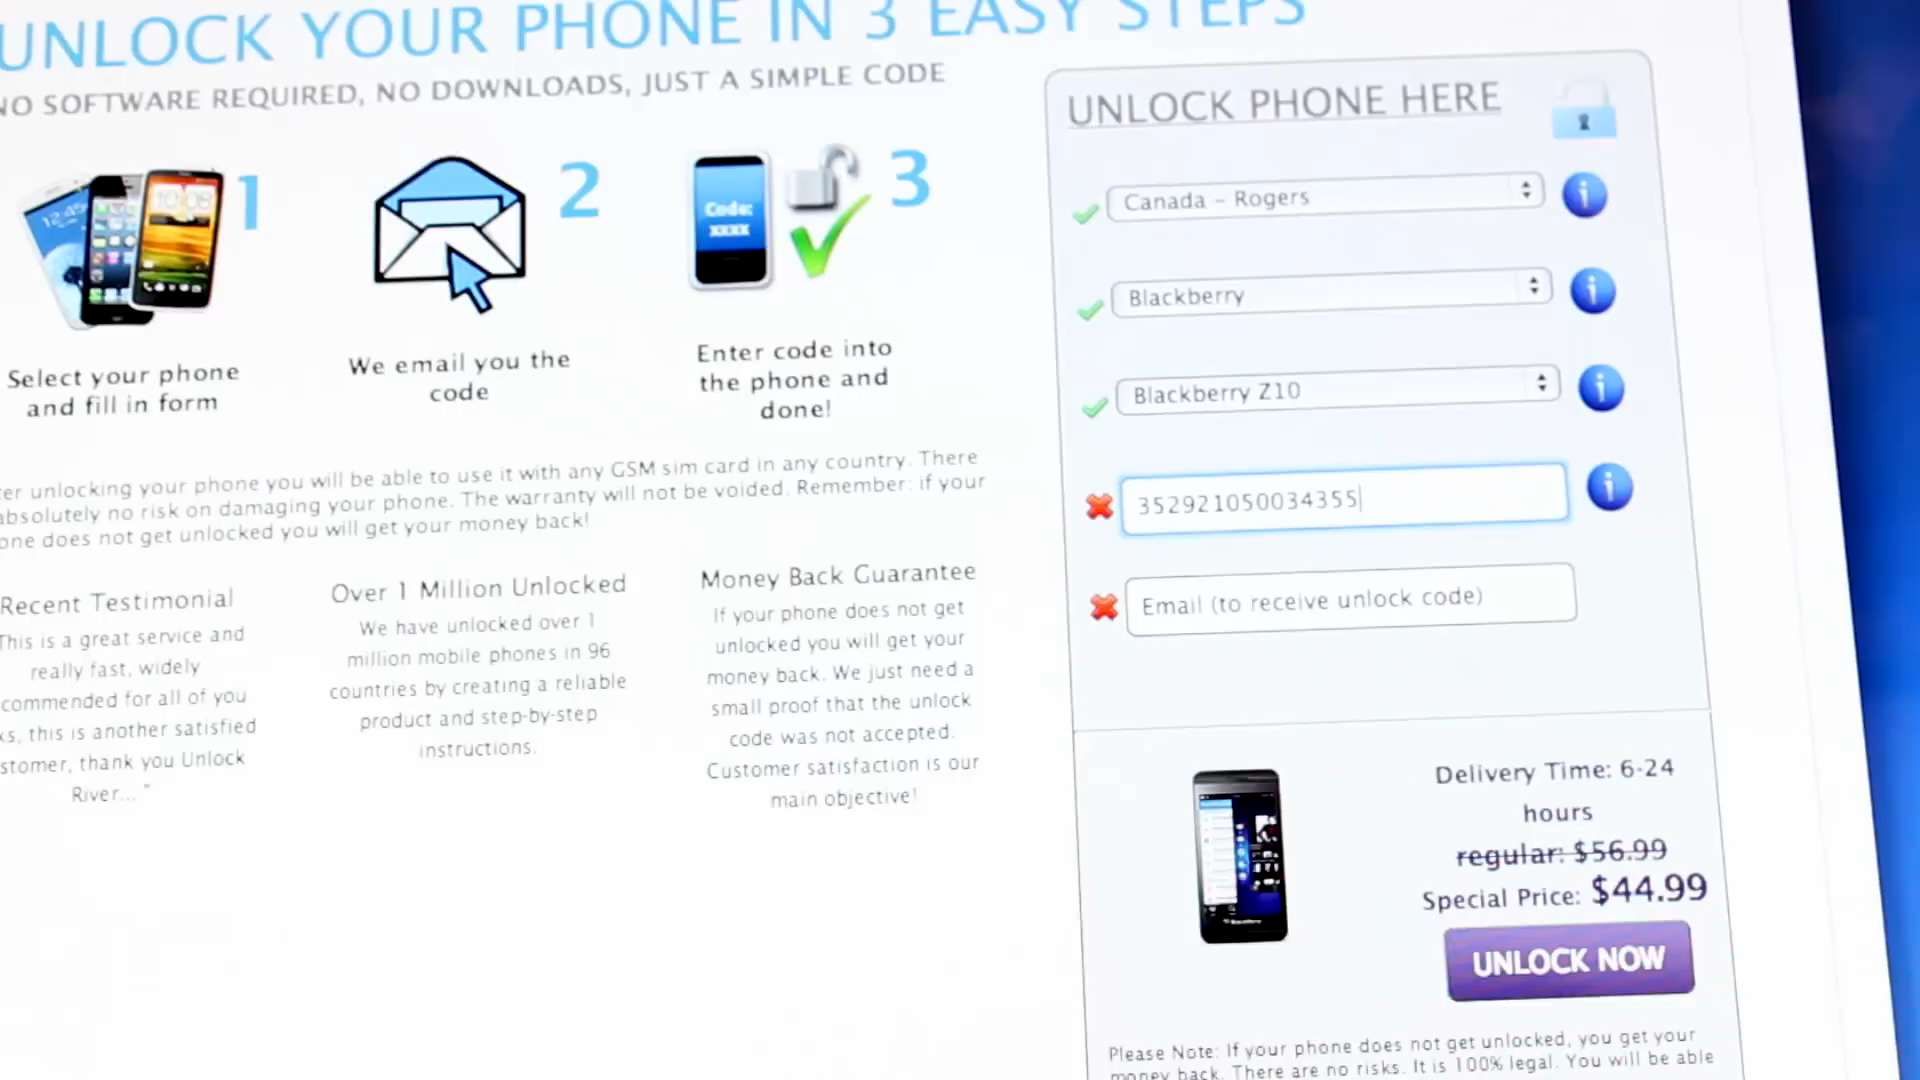 UNLOCK YOUR PHONE IN 3 EASY STEPS
NO SOFTWARE REQUIRED, NO DOWNLOADS, JUST A SIMPLE CODE
1
Select your phone
and fill in form
2
We email you the
code
Code:
XXXX
3
Enter code into
the phone and
done!
unlocking your phone you will be able to use it with any GSM sim card in any country. There
absolutely no risk on damaging your phone. The warranty will not be voided. Remember: if your
does not get unlocked you will get your money back!
Recent Testimonial
This is a great service and
really fast, widely
for all of you
this is another satisfied
thank you Unlock
River... "
Over 1 Million Unlocked
We have unlocked over 1
million mobile phones in 96
countries by creating a reliable
product and step-by-step
instructions.
Money Back Guarantee
If your phone does not get
unlocked you will get your
money back. We just need a
small proof that the unlock
code was not accepted.
Customer satisfaction is our
main objective!
UNLOCK PHONE HERE
Canada - Rogers
Blackberry
Blackberry Z10
352921050034355
Email (to receive unlock code)
Delivery Time: 6-24
hours
regular: $56.99
Special Price: $44.99
UNLOCK NOW
Please Note: If your phone does not get unlocked, you get your
money back. There are no risks. It is 100% legal. You will be able